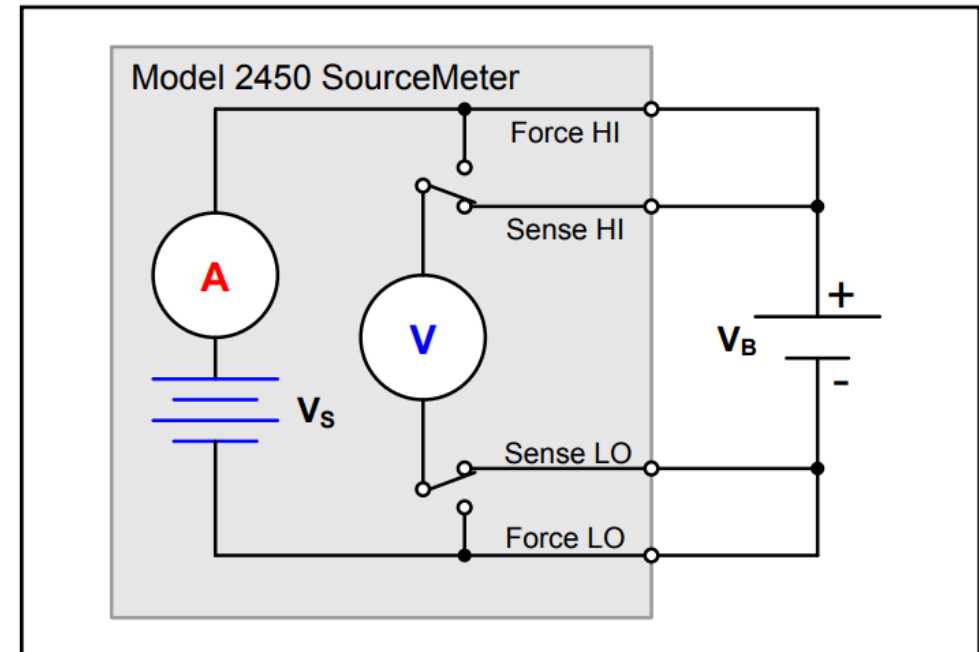 Model 2450 SourceMeter
Force HI
Sense HI
A
+
V
VB
-
VS
Sense LO
Force LO